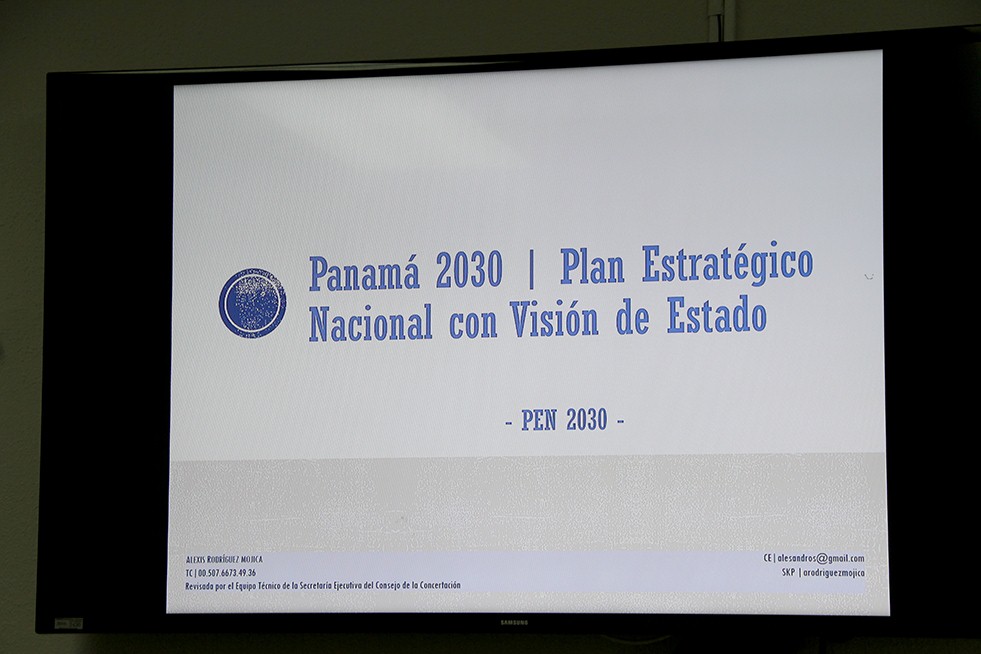 Panamá 2030 | Plan Estratégico
Nacional con Visión de Estado
- PEN 2030 -
ALEXIS RODRÍGUEZ MOJICA
TC | 00.507.6673.49.36
Revisada por el Equipo Técnico de la Secretaría Ejecutiva del Consejo de la Concertación
CE | alesandros@gmail.com
SKP | arodriguezmojica
SAMSUNG